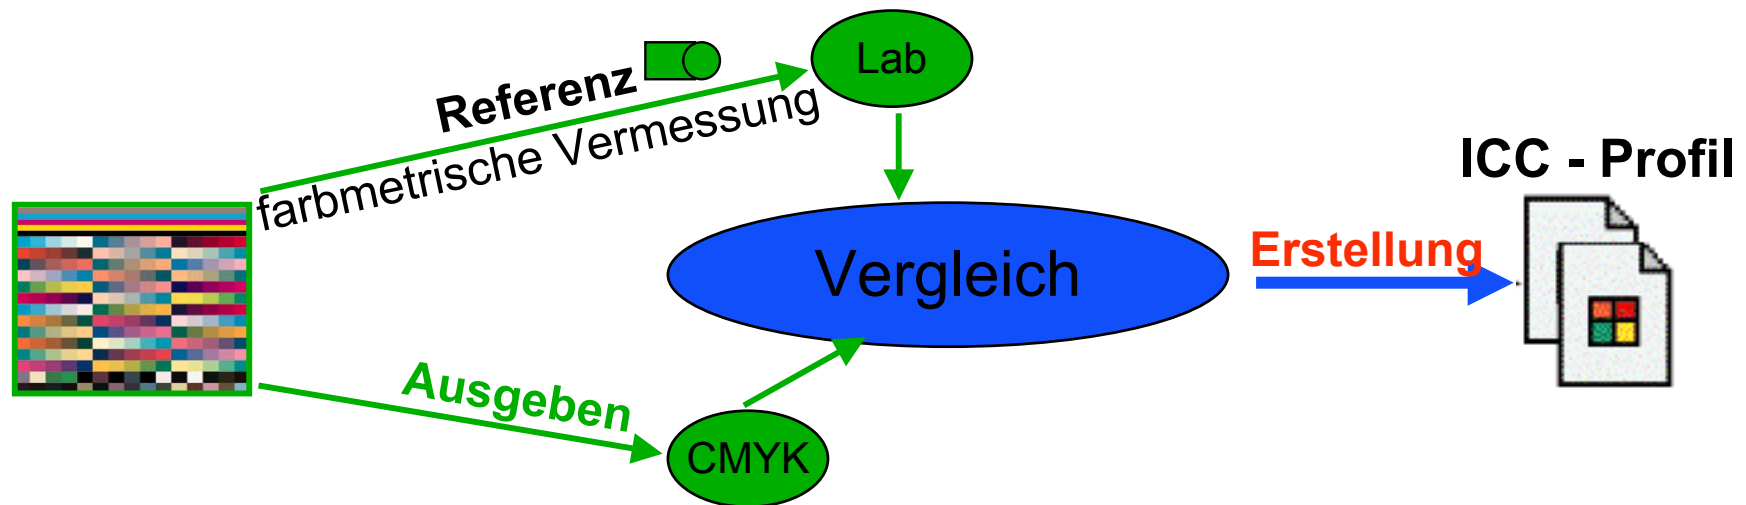 Referenz
farbmetrische Vermessung
Lab
Vergleich
Erstellung
ICC - Profil
Ausgeben
CMYK